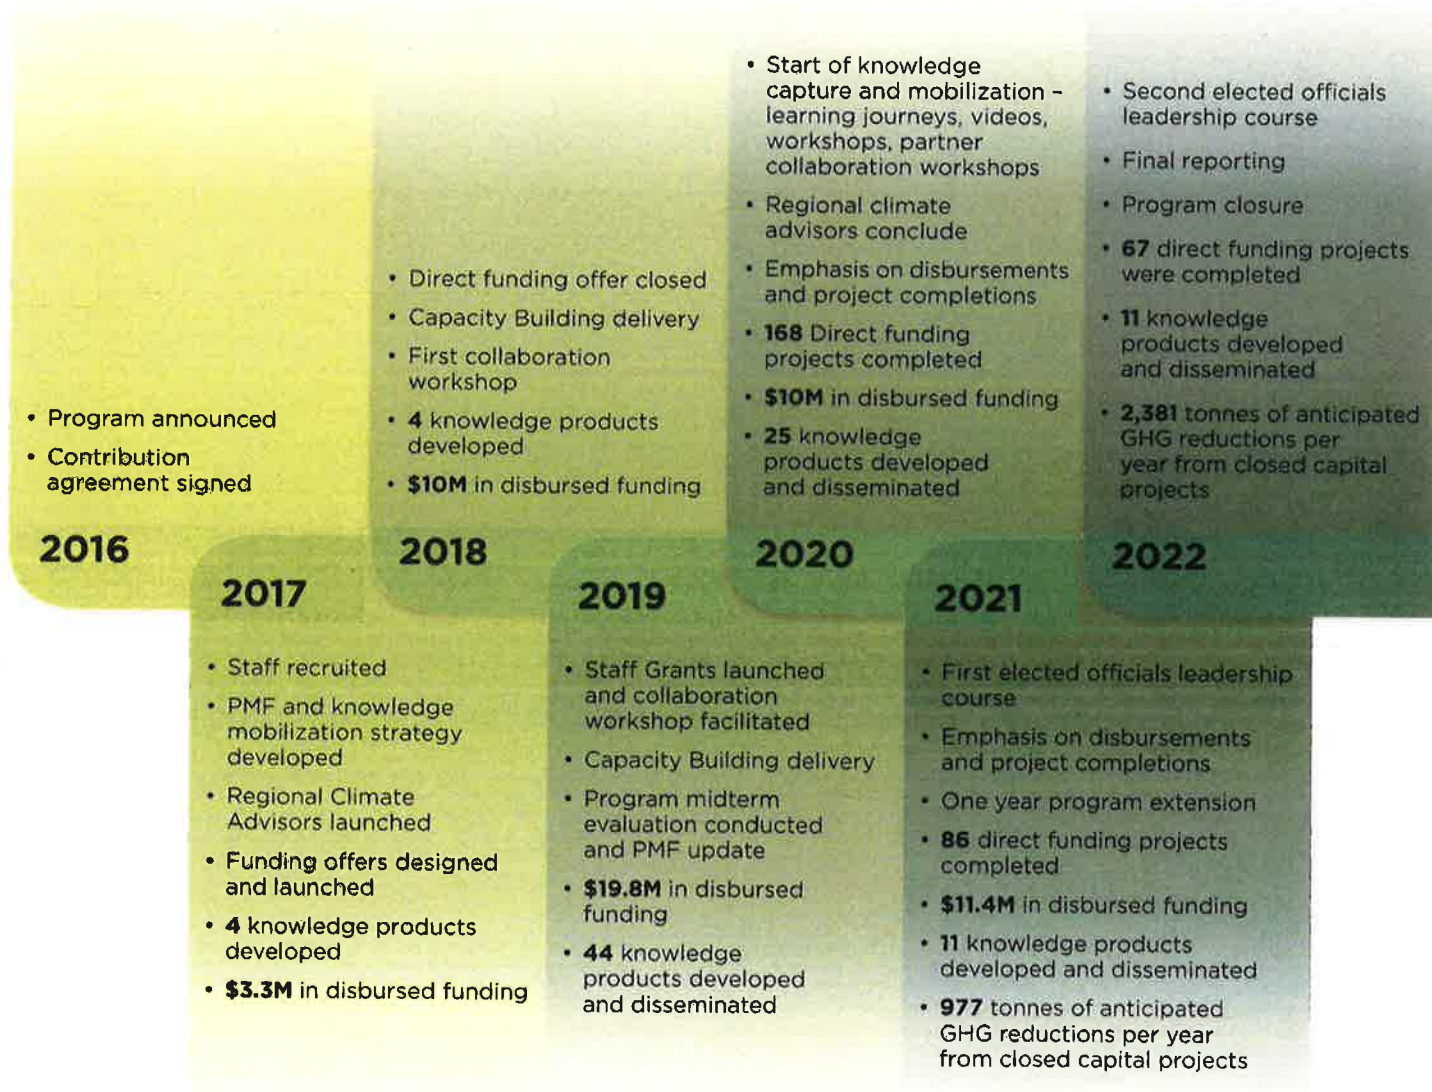 • Program announced
• Contribution
agreement signed
2016
2017
• Staff recruited
• PMF and knowledge
mobilization strategy
developed
• Regional Climate
Advisors launched
• Funding offers designed
and launched
• 4 knowledge products
developed
• $3.3M in disbursed funding
• Direct funding offer closed
• Capacity Building delivery
• First collaboration
workshop
• 4 knowledge products
developed
• $10M in disbursed funding
2018
2019
• Staff Grants launched
and collaboration
workshop facilitated
• Capacity Building delivery
• Program midterm
evaluation conducted
and PMF update
• $19.8M in disbursed
funding
• 44 knowledge
products developed
and disseminated
• Start of knowledge
capture and mobilization –
learning journeys, videos,
workshops, partner
collaboration workshops
• Regional climate
advisors conclude
• Emphasis on disbursements
and project completions
• 168 Direct funding
projects completed
• $10M in disbursed funding
• 25 knowledge
products developed
and disseminated
2020
2021
• First elected officials leadership
course
• Emphasis on disbursements
and project completions
• One year program extension
• 86 direct funding projects
completed
• $11.4M in disbursed funding
• 11 knowledge products
developed and disseminated
• 977 tonnes of anticipated
GHG reductions per year
from closed capital projects
• Second elected officials
leadership course
• Final reporting
• Program closure
• 67 direct funding projects
were completed
• 11 knowledge
products developed
and disseminated
• 2,381 tonnes of anticipated
GHG reductions per
year from closed capital
projects
2022